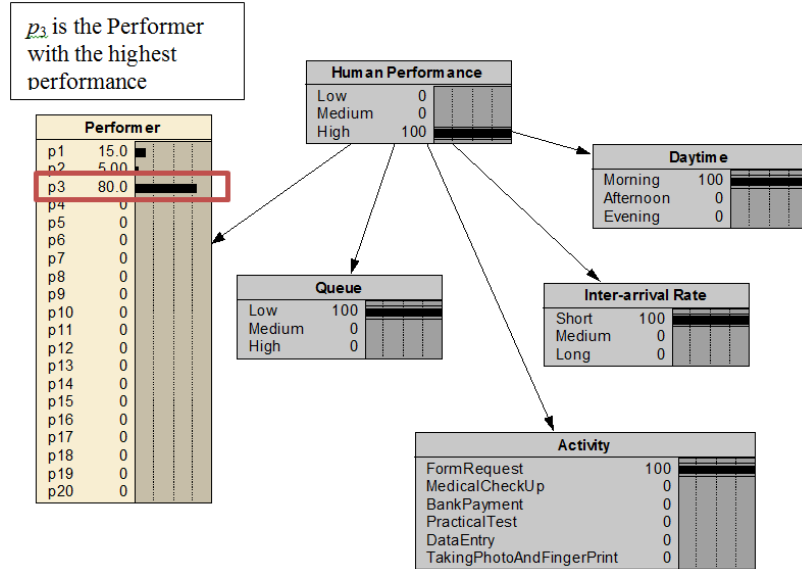 p3 is the Performer
with the highest
performance
Human Performance
Low 0
Medium 0
High 100
Performer
p1 15.0
p2 5.00
p3 80.0
p4 0
p5 0
p6 0
p7 0
p8 0
p9 0
p10 0
p11 0
p12 0
p13 0
p14 0
p15 0
p16 0
p17 0
p18 0
p19 0
p20 0
Daytime
Morning 100
Afternoon 0
Evening 0
Queue
Low 100
Medium 0
High 0
Inter-arrival Rate
Short 100
Medium 0
Long 0
Activity
FormRequest 100
MedicalCheckUp 0
BankPayment 0
PracticalTest 0
DataEntry 0
TakingPhotoAndFingerPrint 0